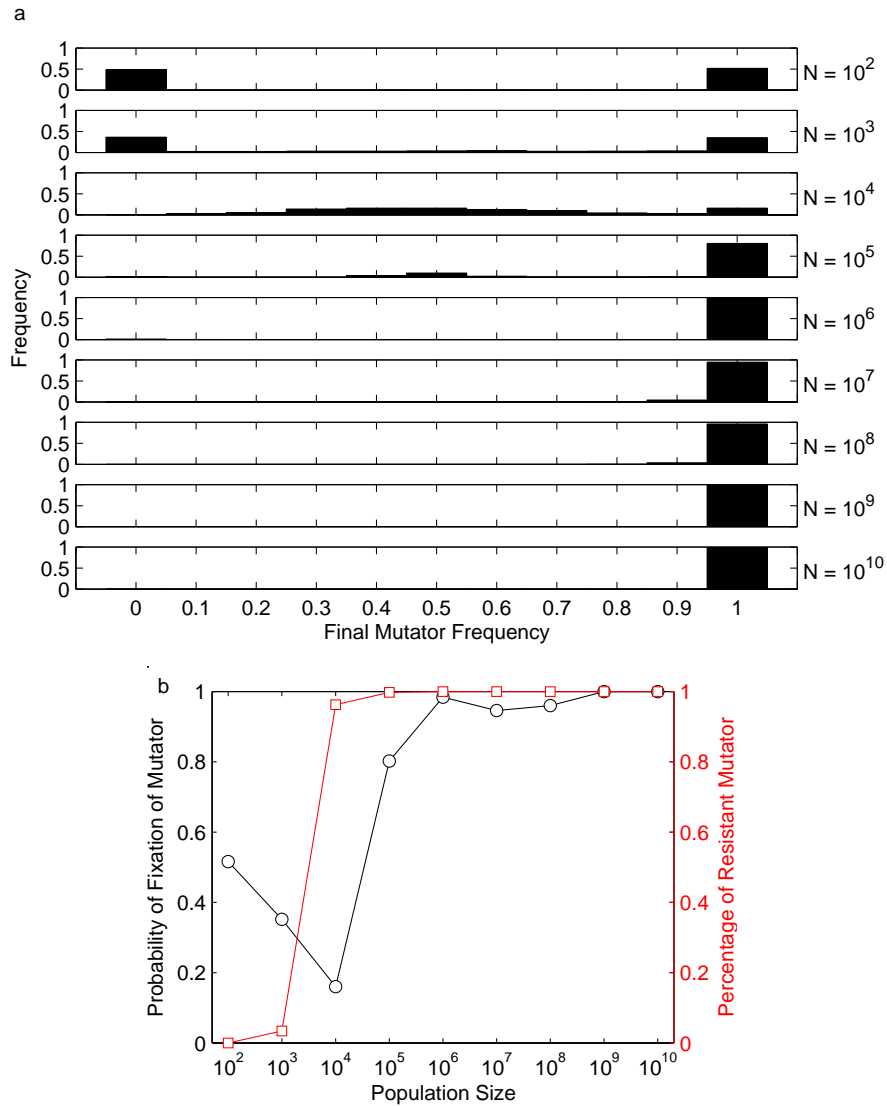 a
1
0.5
0
N = 10^2
1
0.5
0
N = 10^3
1
0.5
0
N = 10^4
1
0.5
0
N = 10^5
1
0.5
0
N = 10^6
1
0.5
0
N = 10^7
1
0.5
0
N = 10^8
1
0.5
0
N = 10^9
1
0.5
0
N = 10^10
Frequency
0 0.1 0.2 0.3 0.4 0.5 0.6 0.7 0.8 0.9 1
Final Mutator Frequency
b
1 0.8 0.6 0.4 0.2 0
Probability of Fixation of Mutator
1 0.8 0.6 0.4 0.2 0
Percentage of Resistant Mutator
10^2 10^3 10^4 10^5 10^6 10^7 10^8 10^9 10^10
Population Size